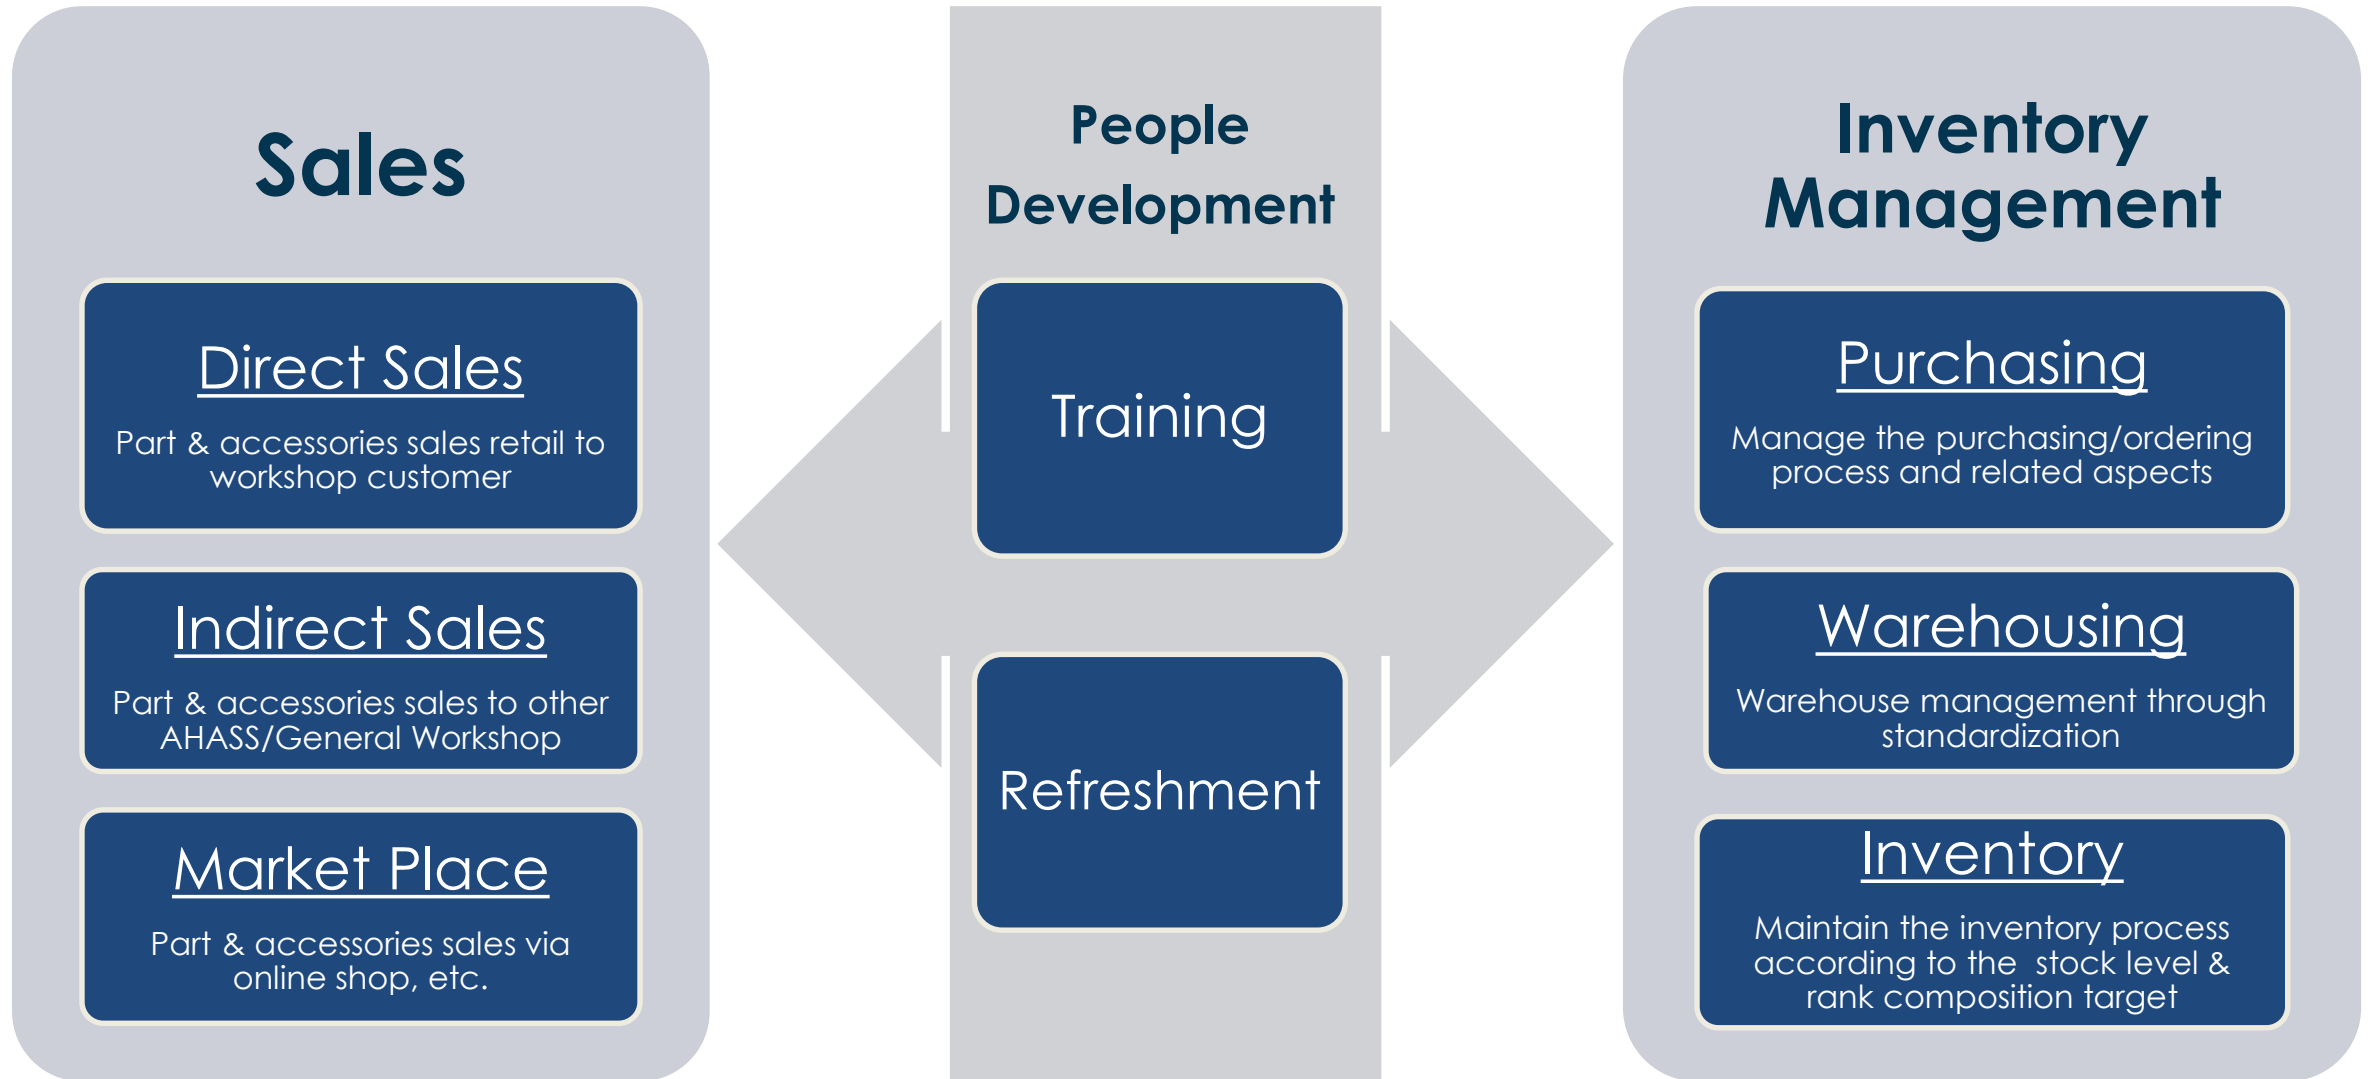 Sales
Direct Sales
Part & accessories sales retail to
workshop customer
Indirect Sales
Part & accessories sales to other
AHASS/General Workshop
Market Place
Part & accessories sales via
online shop, etc.
People
Development
Training
Refreshment
Inventory
Management
Purchasing
Manage the purchasing/ordering
process and related aspects
Warehousing
Warehouse management through
standardization
Inventory
Maintain the inventory process
according to the  stock level &
rank composition target